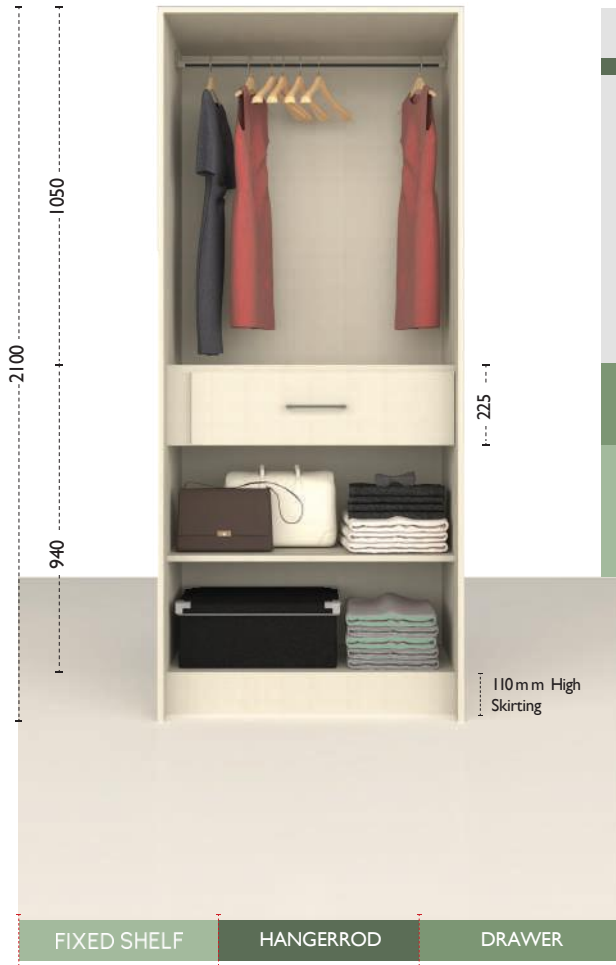 2100
1050
940
225
110mm High
Skirting
FIXED SHELF
HANGERROD
DRAWER